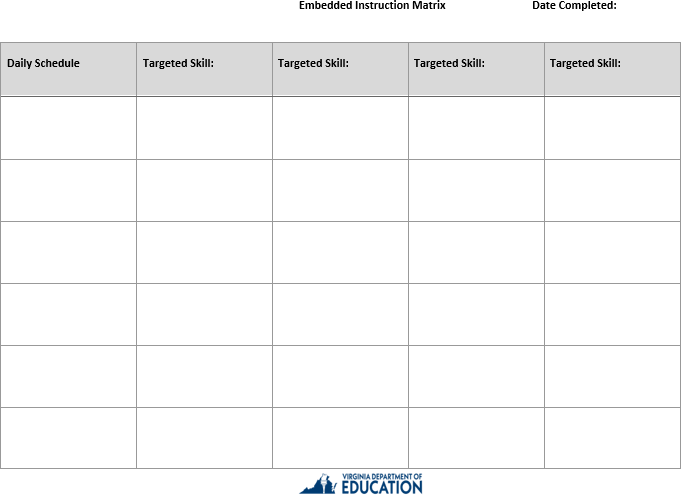 Embedded Instruction Matrix Date Completed:
Daily Schedule Targeted Skill: Targeted Skill: Targeted Skill: Targeted Skill:
VIRGINIA DEPARTMENT OF
EDUCATION